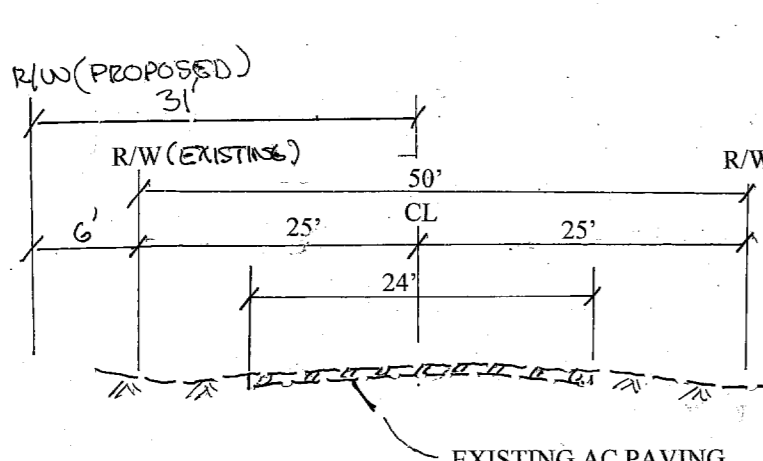 R/W (PROPOSED)
31'
R/W (EXISTING)
R/W
50'
CL
6'
25'
25'
24'
EXISTING AC PAVING